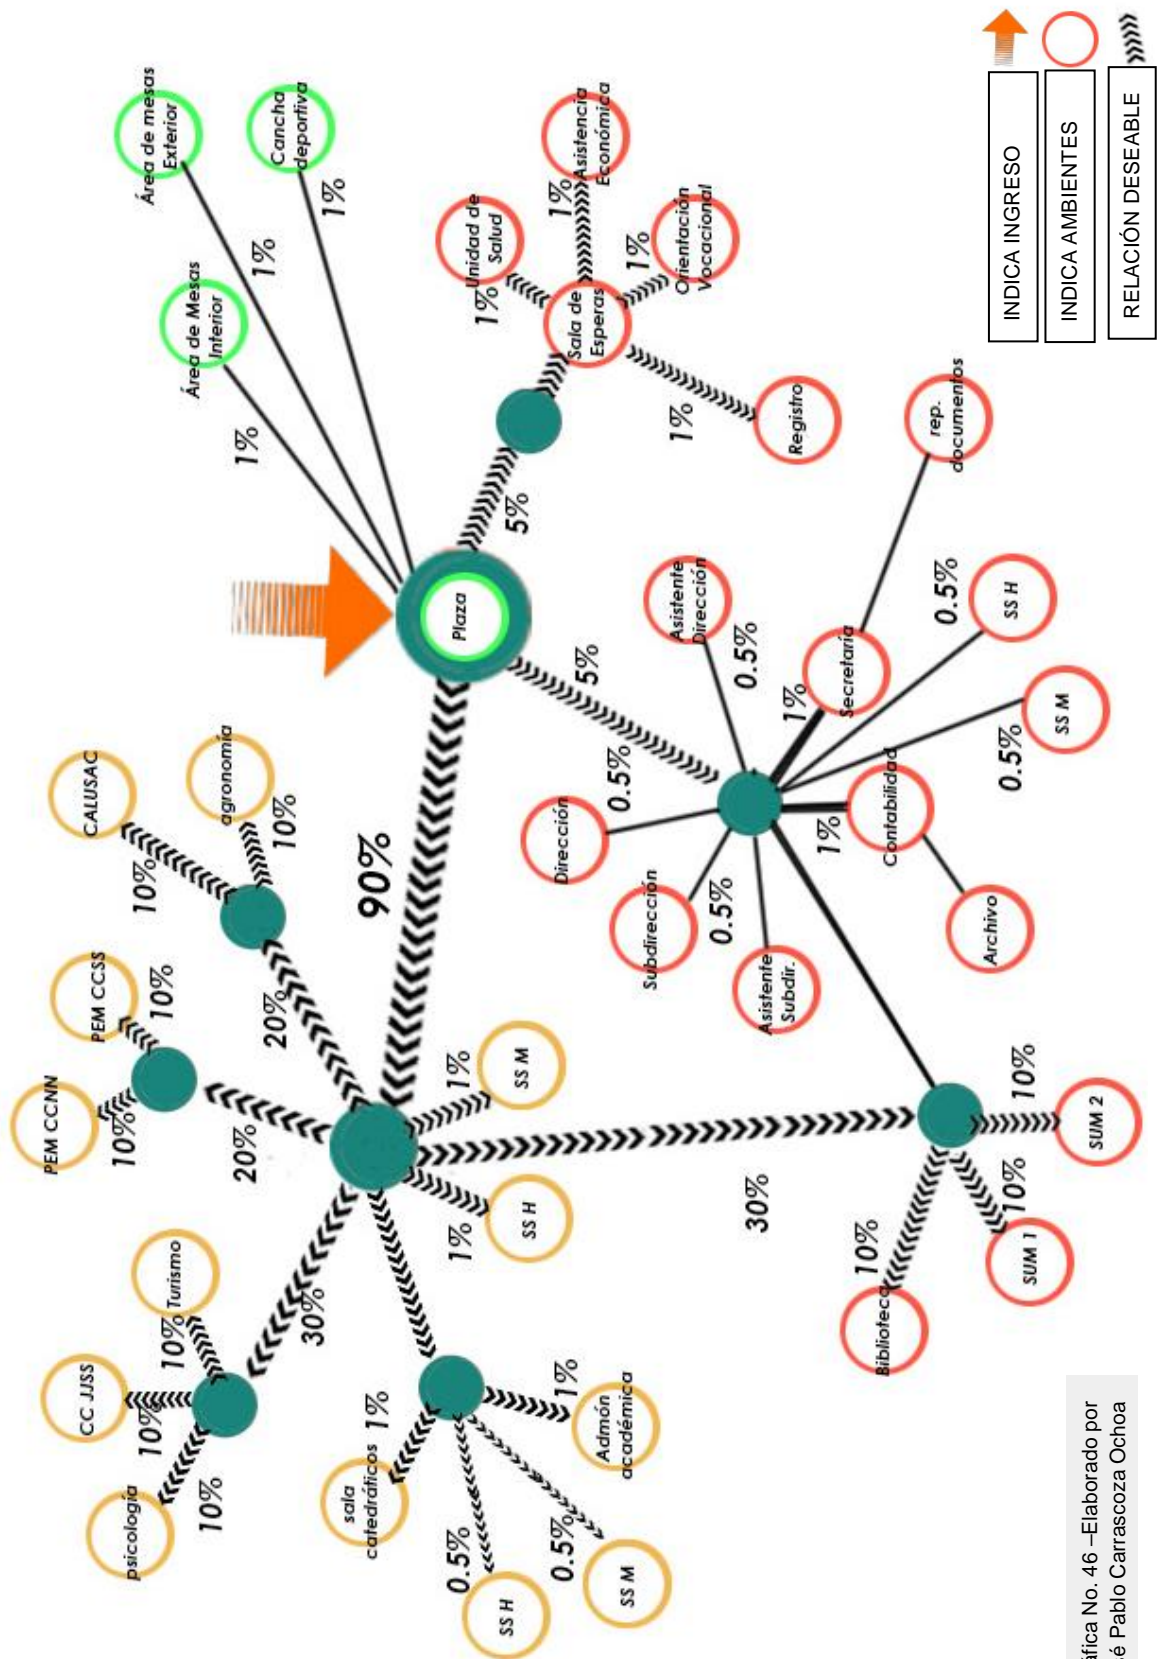 PEM CCNN
10%
PEM CCSS
10%
20%
CALUSAC
10%
agronomía
10%
20%
CC JJSS
10%
psicología
10%
Turismo
10%
30%
sala
catedráticos
1%
Admón
académica
1%
SS H
0.5%
SS M
0.5%
SS H
1%
SS M
1%
90%
Plaza
Área de Mesas
Interior
1%
Área de mesas
Exterior
1%
Cancha
deportiva
1%
5%
Sala de
Esperas
Unidad de
Salud
1%
Asistencia
Económica
1%
Orientación
Vocacional
1%
Registro
1%
5%
Dirección
0.5%
Subdirección
0.5%
Asistente
Subdir.
Asistente
Dirección
0.5%
Secretaría
1%
rep.
documentos
Contabilidad
1%
Archivo
SS H
0.5%
SS M
0.5%
30%
Biblioteca
10%
SUM 1
10%
SUM 2
10%
INDICA INGRESO
INDICA AMBIENTES
RELACIÓN DESEABLE
áfica No. 46 –Elaborado por
é Pablo Carrascoza Ochoa